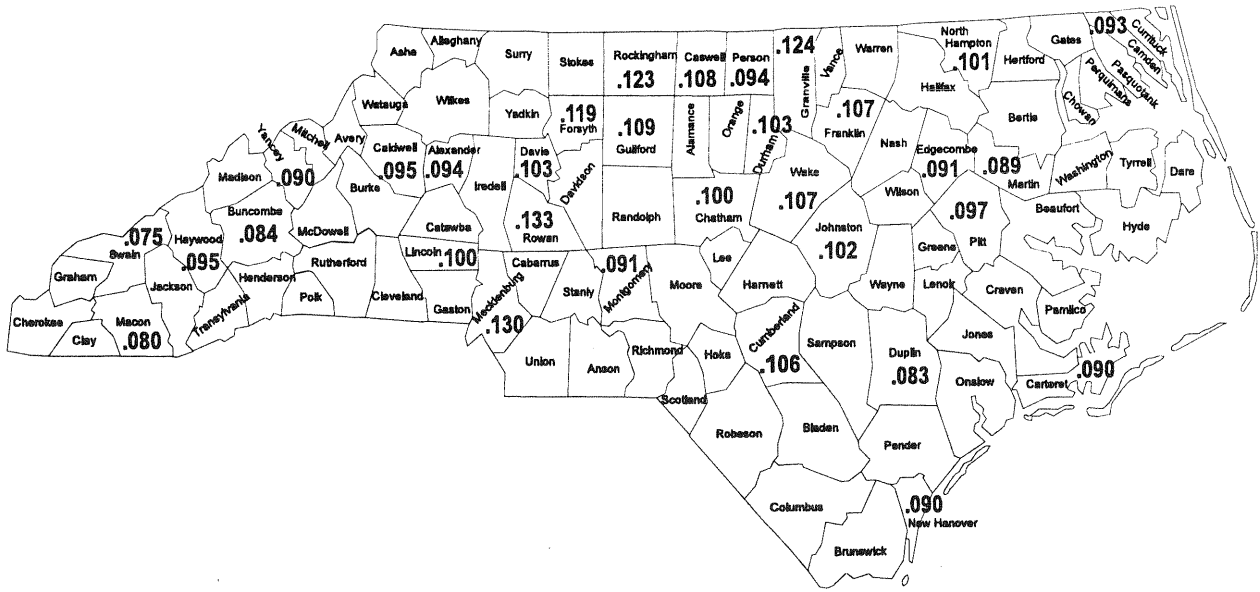 Ashe
Alleghany
Surry
Stokes
Rockingham
.123
Caswell
.108
Person
.094
.124
Granville
Vance
Warren
North
Hampton
.101
Hertford
Gates
.093
Currituck
Camden
Pasquotank
Perquimans
Chowan
Watauga
Wilkes
Yadkin
.119
Forsyth
.109
Guilford
Alamance
Orange
.103
Durham
.107
Franklin
Halifax
Bertie
Nash
Edgecombe
.091
.089
Martin
Washington
Tyrrell
Dare
Yancey
Mitchell
Avery
Caldwell
.095
Alexander
.094
Davie
.103
Iredell
Davidson
Wake
.107
Wilson
Madison
.090
Burke
Buncombe
.084
McDowell
Catawba
.133
Rowan
Randolph
.100
Chatham
Johnston
.102
.097
Pitt
Greene
Beaufort
Hyde
.075
Swain
Haywood
.095
Graham
Jackson
Henderson
Transylvania
Rutherford
Polk
Lincoln .100
Cleveland
Gaston
Mecklenburg
.130
Cabarrus
Stanly
.091
Montgomery
Moore
Lee
Harnett
Wayne
Lenoir
Craven
Pamlico
Cherokee
Clay
Macon
.080
Union
Anson
Richmond
Scotland
Hoke
Cumberland
.106
Sampson
Duplin
.083
Jones
Onslow
Carteret
.090
Robeson
Bladen
Pender
Columbus
.090
New Hanover
Brunswick